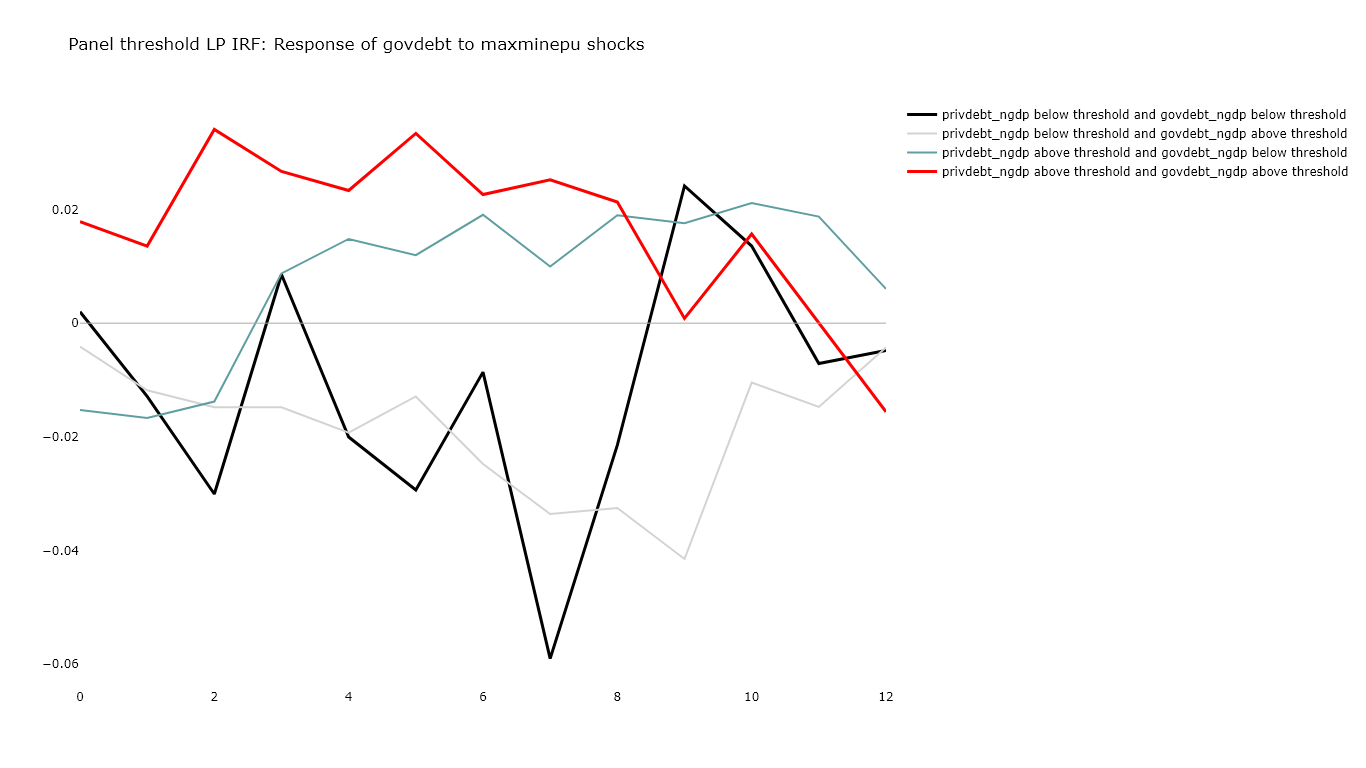 Panel threshold LP IRF: Response of govdebt to maxminepu shocks
privdebt_ngdp below threshold and govdebt_ngdp below threshold
privdebt_ngdp below threshold and govdebt_ngdp above threshold
privdebt_ngdp above threshold and govdebt_ngdp below threshold
privdebt_ngdp above threshold and govdebt_ngdp above threshold
0.02
0
−0.02
−0.04
−0.06
0 2 4 6 8 10 12